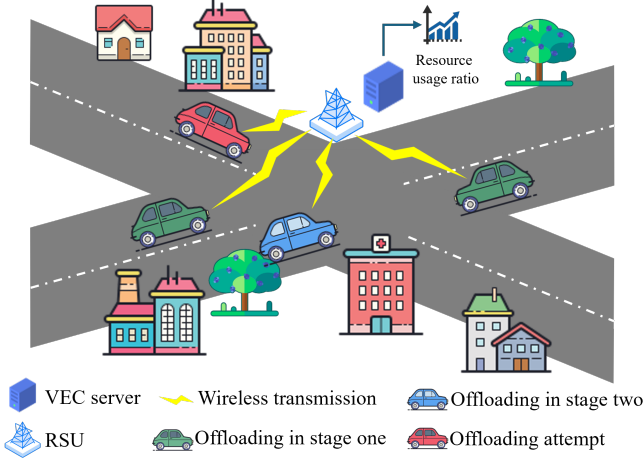 Resource
usage ratio
VEC server
Wireless transmission
Offloading in stage two
RSU
Offloading in stage one
Offloading attempt